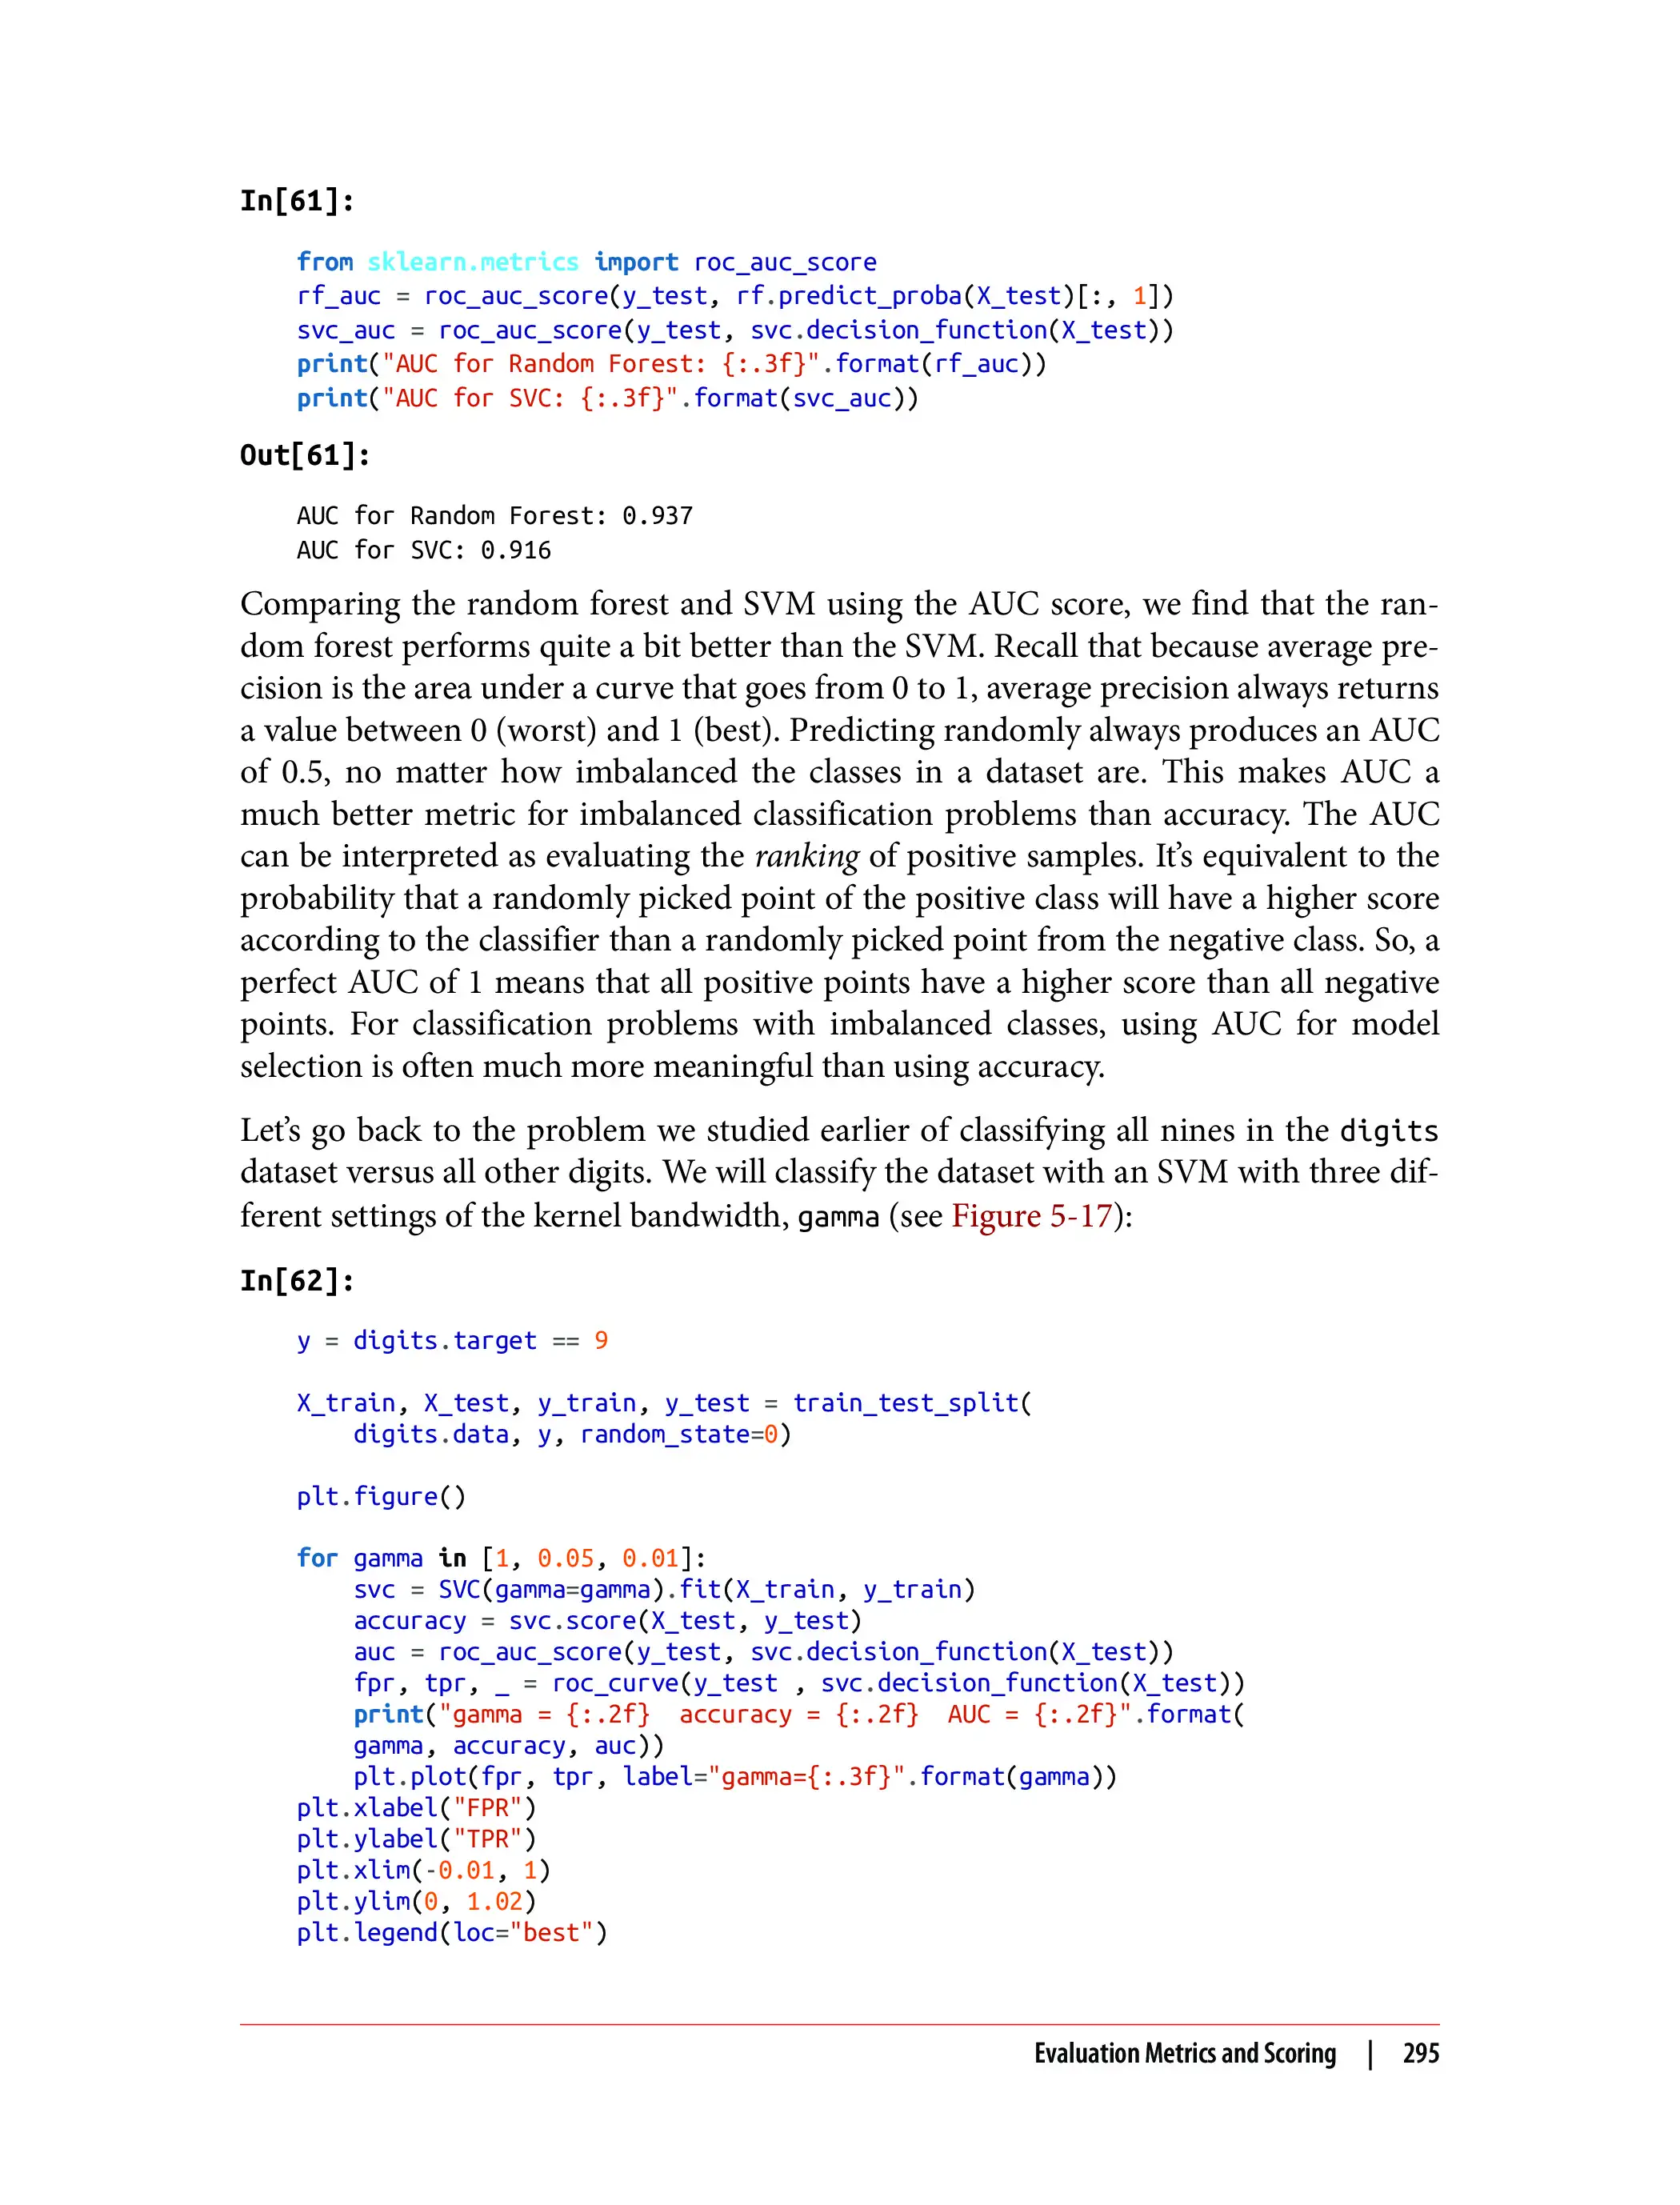 In[61]:
from sklearn.metrics import roc_auc_score
rf_auc = roc_auc_score(y_test, rf.predict_proba(X_test)[:, 1])
svc_auc = roc_auc_score(y_test, svc.decision_function(X_test))
print("AUC for Random Forest: {:.3f}".format(rf_auc))
print("AUC for SVC: {:.3f}".format(svc_auc))
Out[61]:
AUC for Random Forest: 0.937
AUC for SVC: 0.916
Comparing the random forest and SVM using the AUC score, we find that the ran-
dom forest performs quite a bit better than the SVM. Recall that because average pre-
cision is the area under a curve that goes from 0 to 1, average precision always returns
a value between 0 (worst) and 1 (best). Predicting randomly always produces an AUC
of 0.5, no matter how imbalanced the classes in a dataset are. This makes AUC a
much better metric for imbalanced classification problems than accuracy. The AUC
can be interpreted as evaluating the ranking of positive samples. It’s equivalent to the
probability that a randomly picked point of the positive class will have a higher score
according to the classifier than a randomly picked point from the negative class. So, a
perfect AUC of 1 means that all positive points have a higher score than all negative
points. For classification problems with imbalanced classes, using AUC for model
selection is often much more meaningful than using accuracy.
Let’s go back to the problem we studied earlier of classifying all nines in the digits
dataset versus all other digits. We will classify the dataset with an SVM with three dif-
ferent settings of the kernel bandwidth, gamma (see Figure 5-17):
In[62]:
y = digits.target == 9
X_train, X_test, y_train, y_test = train_test_split(
    digits.data, y, random_state=0)
plt.figure()
for gamma in [1, 0.05, 0.01]:
    svc = SVC(gamma=gamma).fit(X_train, y_train)
    accuracy = svc.score(X_test, y_test)
    auc = roc_auc_score(y_test, svc.decision_function(X_test))
    fpr, tpr, _ = roc_curve(y_test , svc.decision_function(X_test))
    print("gamma = {:.2f}  accuracy = {:.2f}  AUC = {:.2f}".format(
    gamma, accuracy, auc))
    plt.plot(fpr, tpr, label="gamma={:.3f}".format(gamma))
plt.xlabel("FPR")
plt.ylabel("TPR")
plt.xlim(-0.01, 1)
plt.ylim(0, 1.02)
plt.legend(loc="best")
Evaluation Metrics and Scoring | 295